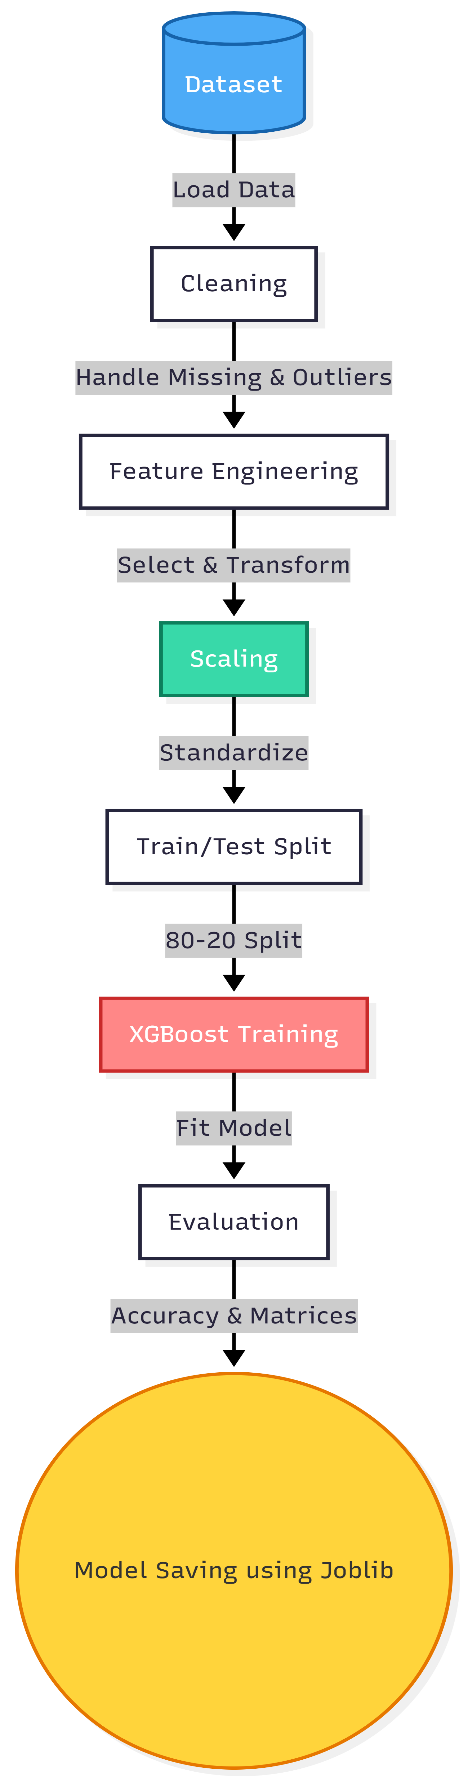 Dataset
Load Data
Cleaning
Handle Missing & Outliers
Feature Engineering
Select & Transform
Scaling
Standardize
Train/Test Split
80-20 Split
XGBoost Training
Fit Model
Evaluation
Accuracy & Matrices
Model Saving using Joblib